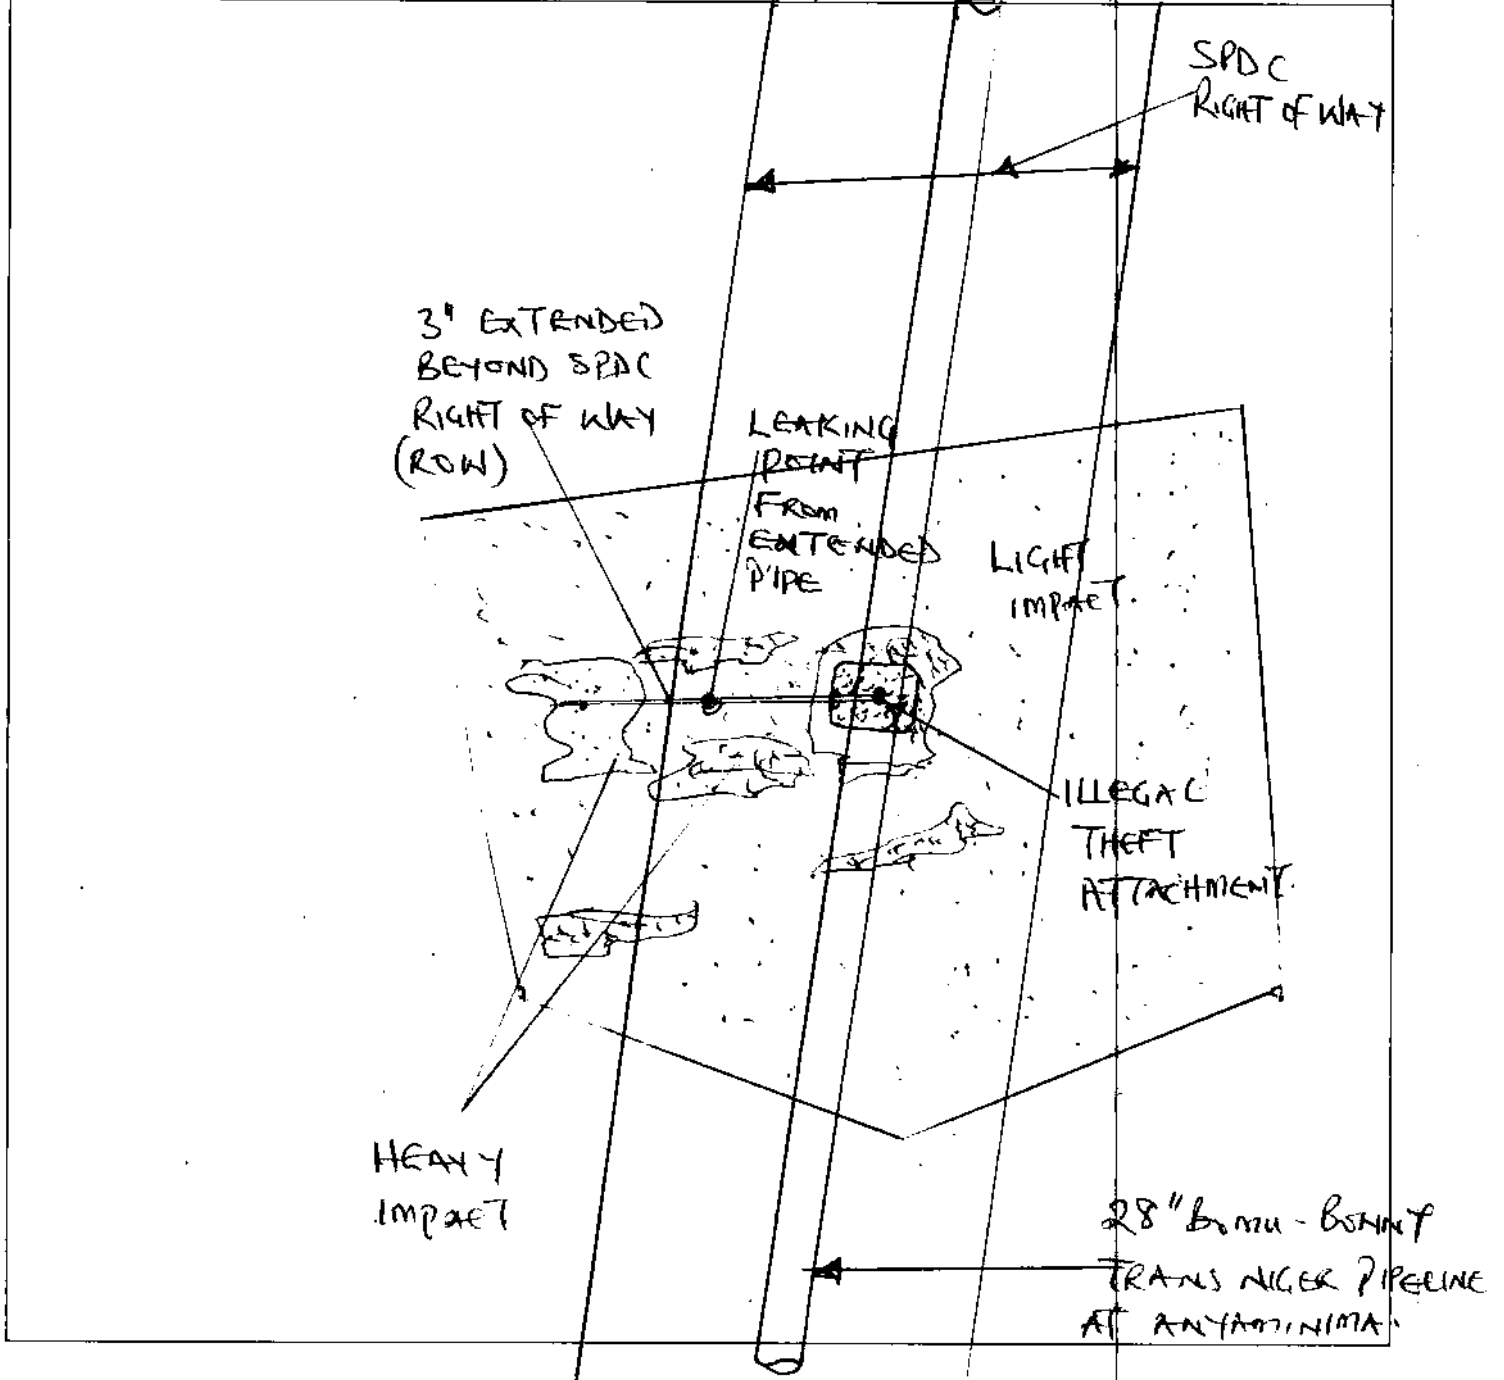 SPDC
RIGHT OF WAY
3" EXTENDED
BEYOND SPDC
RIGHT OF WAY
(ROW)
LEAKING
POINT
FROM
EXTENDED
PIPE
LIGHT
IMPACT.
ILLEGAL
THEFT
ATTACHMENT.
HEAVY
IMPACT
28" BOMU - BONNY
TRANS NIGER PIPELINE
AT ANYAMINIMA.